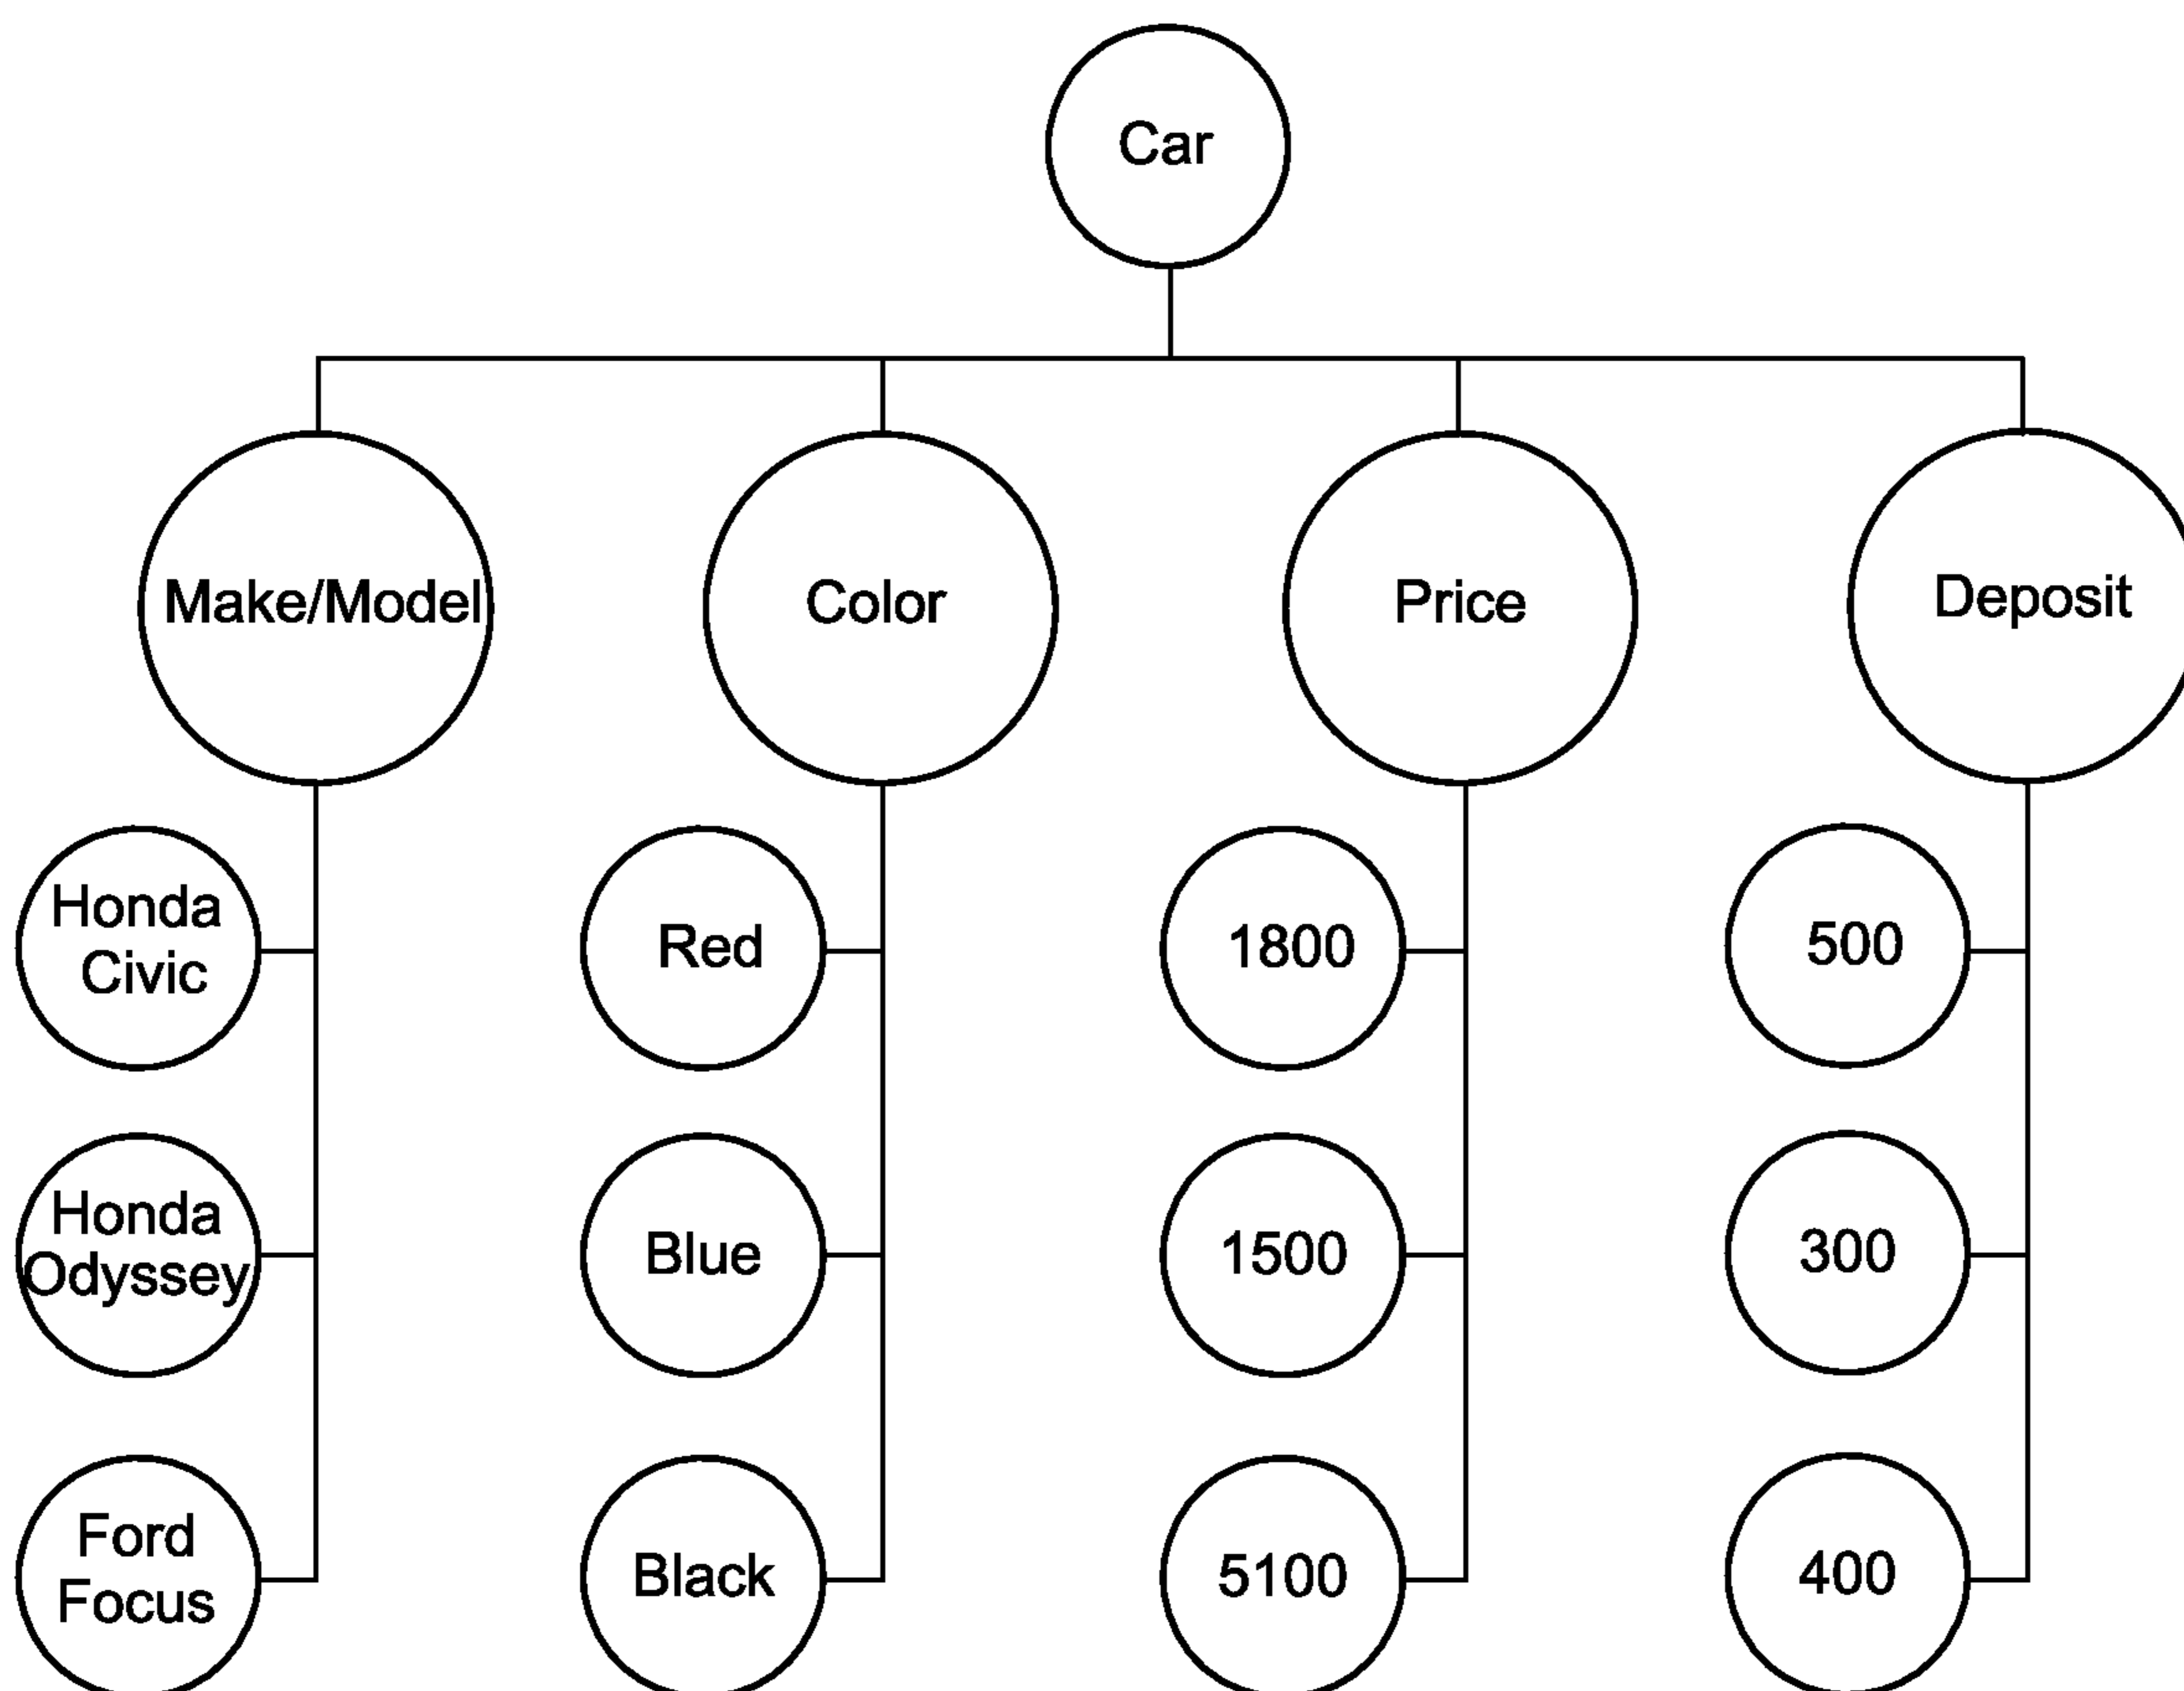 Car
Make/Model
Color
Price
Deposit
Honda
Civic
Red
1800
500
Honda
Odyssey
Blue
1500
300
Ford
Focus
Black
5100
400